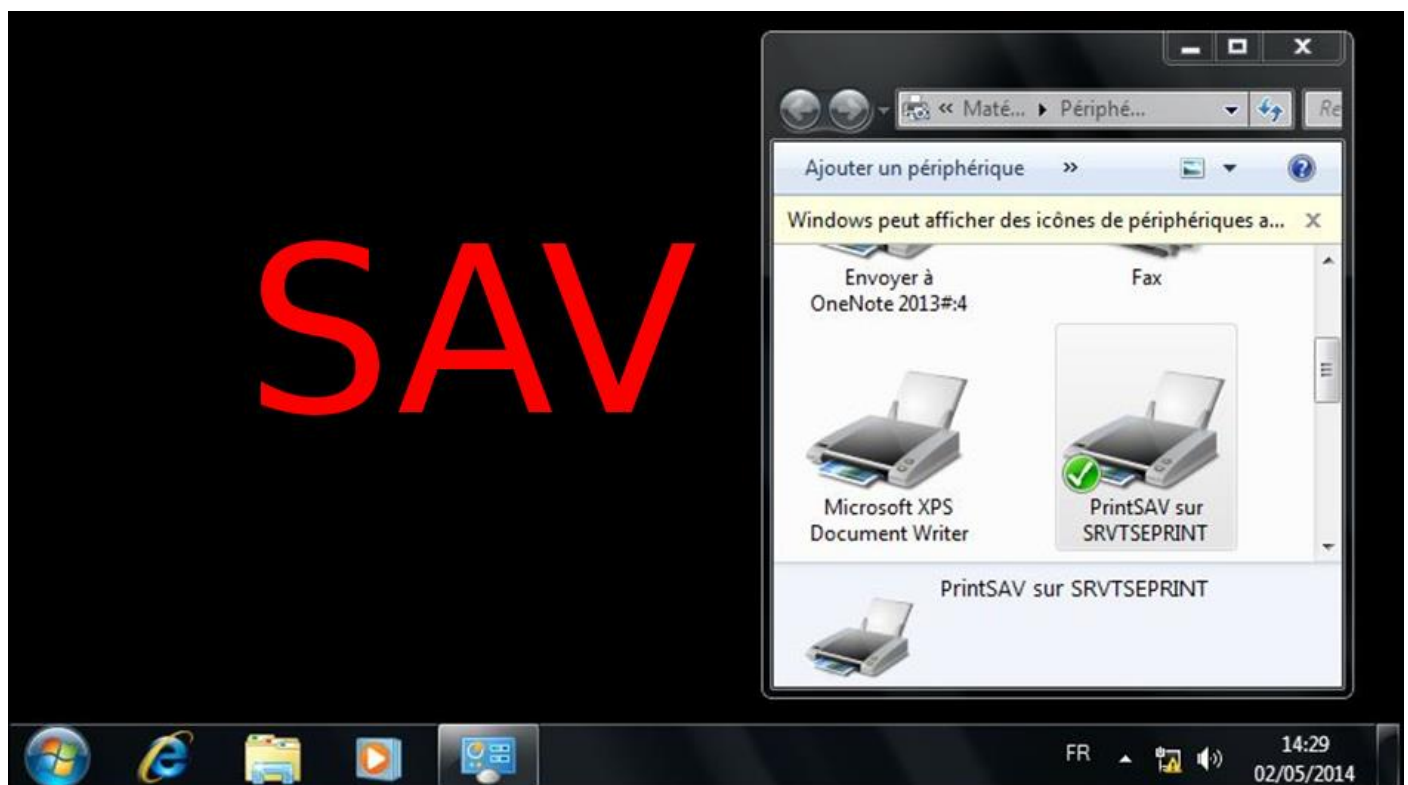 « Maté... ▸ Périphé...
Re
Ajouter un périphérique »
Windows peut afficher des icônes de périphériques a...
SAV
Envoyer à
OneNote 2013#:4
Fax
Microsoft XPS
Document Writer
PrintSAV sur
SRVTSEPRINT
PrintSAV sur SRVTSEPRINT
FR
14:29
02/05/2014